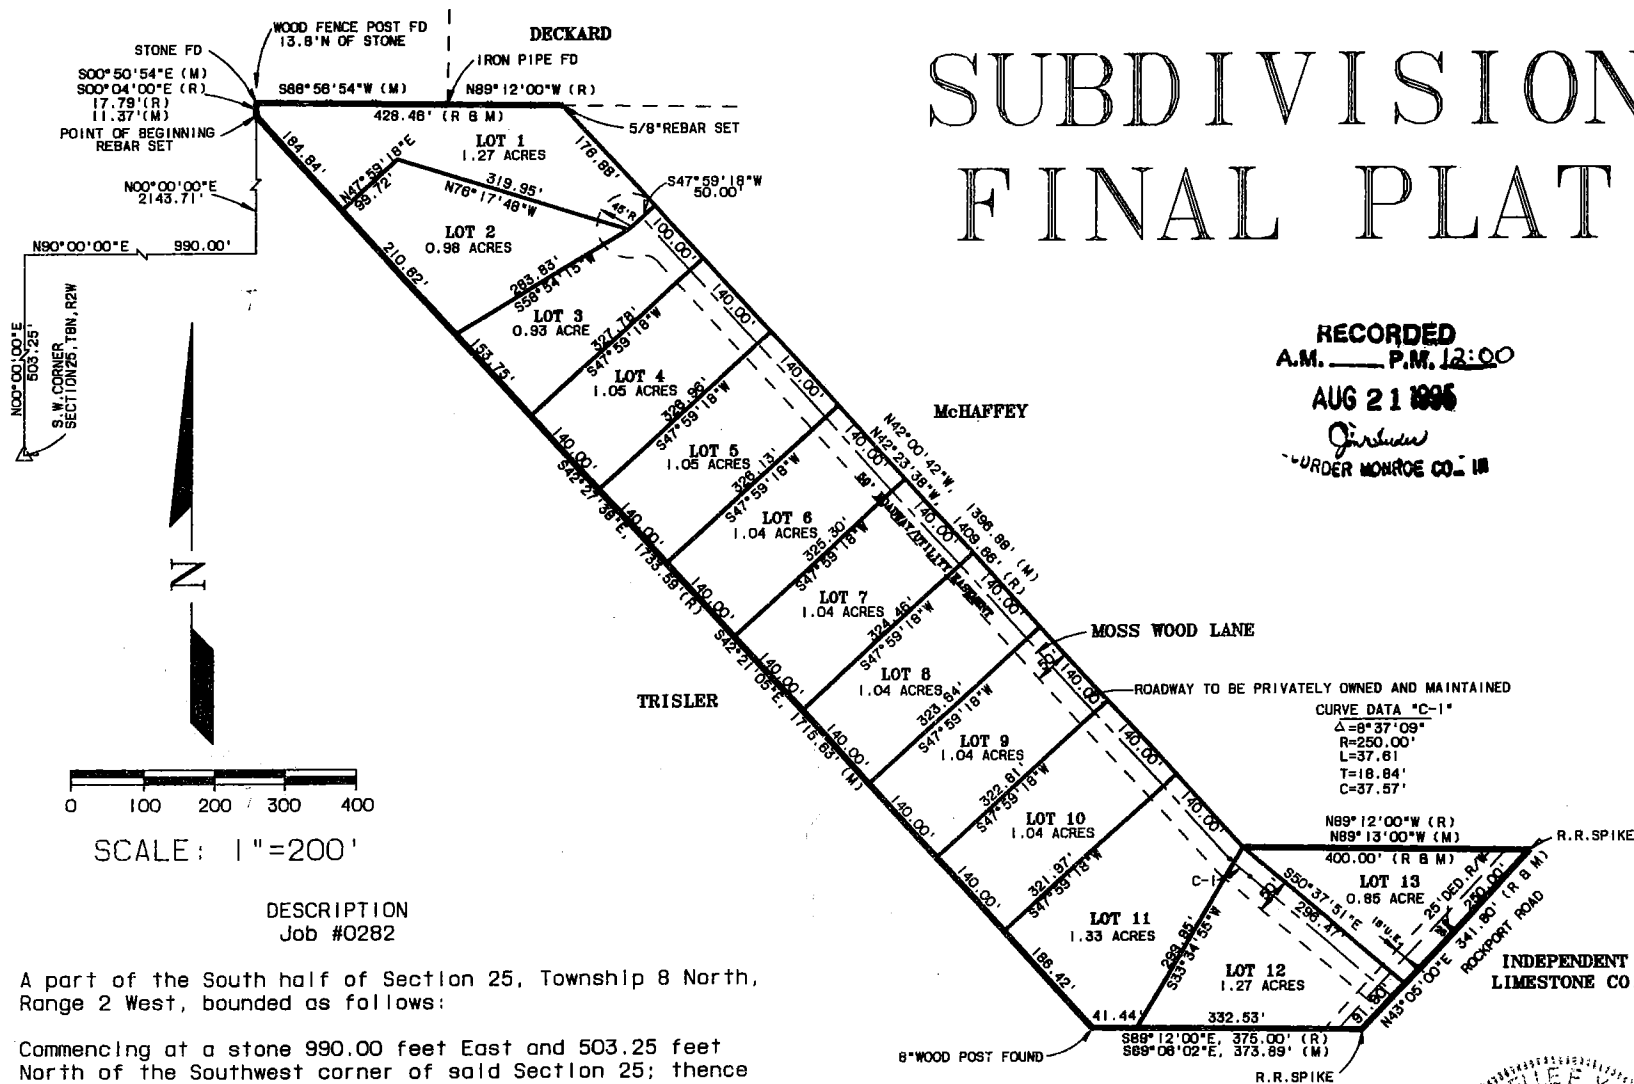 SUBDIVISION
FINAL PLAT
WOOD FENCE POST FD
13.8'N OF STONE
DECKARD
STONE FD
IRON PIPE FD
S00°50'54"E (M)
S00°04'00"E (R)
17.79'(R)
11.37'(M)
POINT OF BEGINNING
REBAR SET
S88°56'54"W (M)
N89°12'00"W (R)
428.46' (R & M)
5/8"REBAR SET
LOT 1
1.27 ACRES
184.84'
178.88'
N47°59'18"E
99.72'
319.95'
N76°17'48"W
S47°59'18"W
50.00'
45'R
N00°00'00"E
2143.71'
N90°00'00"E 990.00'
N00°00'00"E
503.25'
S.W.CORNER
SECTION25,T8N,R2W
LOT 2
0.98 ACRES
210.82'
283.83'
S58°54'15"W
100.00'
LOT 3
0.93 ACRE
153.75'
327.78'
S47°59'18"W
140.00'
LOT 4
1.05 ACRES
140.00'
328.96'
S47°59'18"W
140.00'
LOT 5
1.05 ACRES
140.00'
326.13'
S47°59'18"W
140.00'
LOT 6
1.04 ACRES
140.00'
325.30'
S47°59'18"W
140.00'
LOT 7
1.04 ACRES
140.00'
324.46'
S47°59'18"W
140.00'
LOT 8
1.04 ACRES
140.00'
323.64'
S47°59'18"W
140.00'
LOT 9
1.04 ACRES
140.00'
322.81'
S47°59'18"W
140.00'
LOT 10
1.04 ACRES
140.00'
321.97'
S47°59'18"W
140.00'
S42°27'38"E, 1733.59'(R)
S42°21'05"E, 1715.63' (M)
N42°00'42"W, 1396.88' (M)
N42°23'38"W, 1409.66' (R)
50' ROADWAY/UTILITY EASEMENT
McHAFFEY
TRISLER
MOSS WOOD LANE
50'
ROADWAY TO BE PRIVATELY OWNED AND MAINTAINED
CURVE DATA "C-1"
Δ=8°37'09"
R=250.00'
L=37.61
T=18.84'
C=37.57'
RECORDED
A.M. P.M. 12:00
AUG 21
MONROE CO. IN
N
0 100 200 300 400
SCALE: 1"=200'
N89°12'00"W (R)
N89°13'00"W (M)
R.R.SPIKE
400.00' (R & M)
C-1
LOT 13
0.85 ACRE
50'
S50°37'51"E
296.47'
25'DED.R/W
250.00'
341.80' (R & M)
ROCKPORT ROAD
N43°05'00"E
LOT 11
1.33 ACRES
186.42'
289.85'
S33°34'55"W
LOT 12
1.27 ACRES
91.80'
INDEPENDENT
LIMESTONE CO
41.44'
332.53'
S89°12'00"E, 375.00' (R)
S89°06'02"E, 373.89' (M)
8"WOOD POST FOUND
R.R.SPIKE
DESCRIPTION
Job #0282
A part of the South half of Section 25, Township 8 North,
Range 2 West, bounded as follows:
Commencing at a stone 990.00 feet East and 503.25 feet
North of the Southwest corner of said Section 25; thence